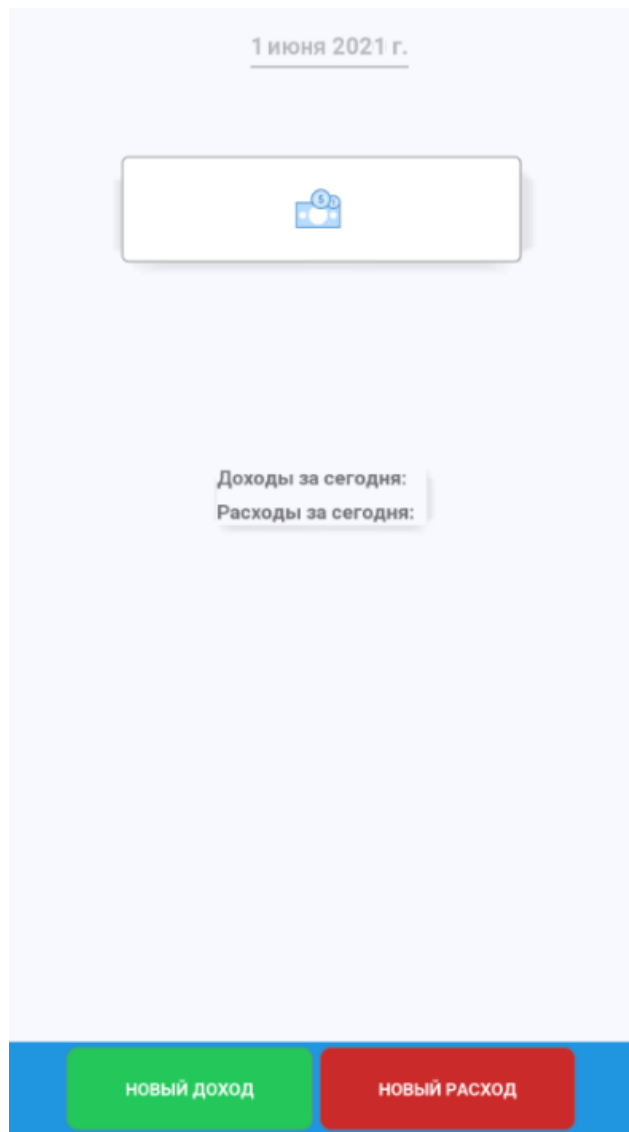 1 июня 2021 г.
Доходы за сегодня:
Расходы за сегодня:
НОВЫЙ ДОХОД
НОВЫЙ РАСХОД